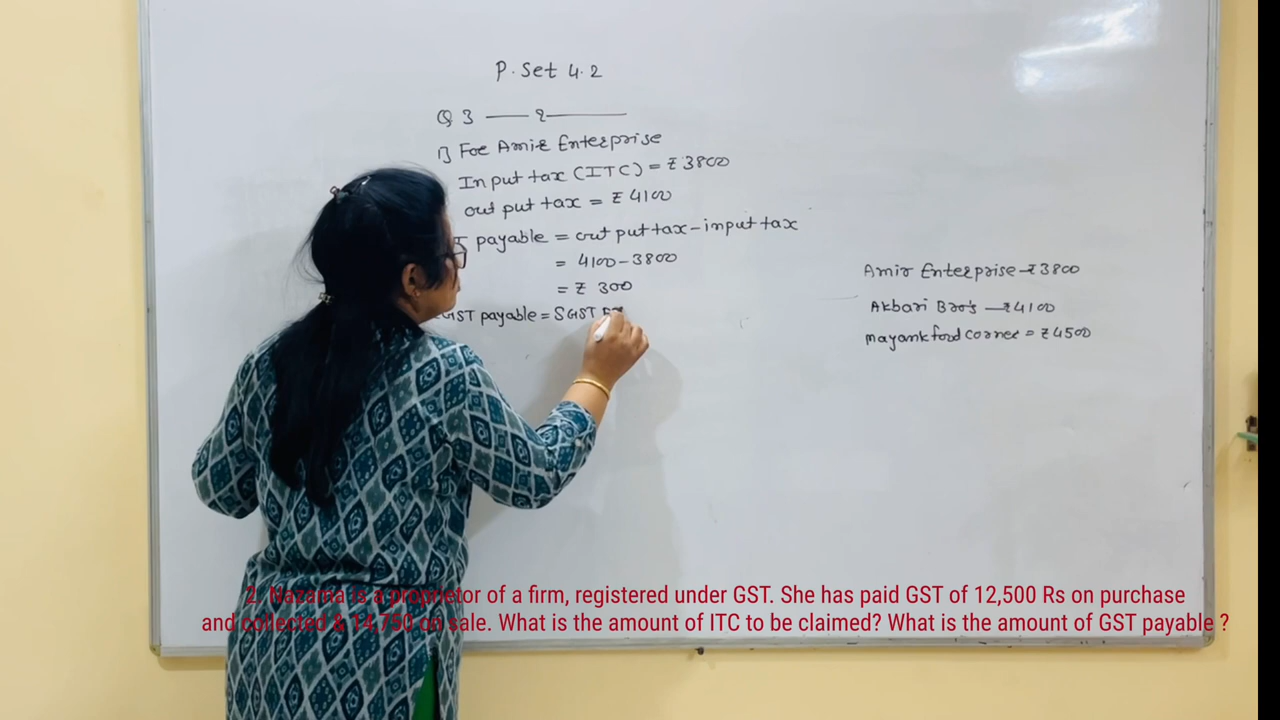 P. Set 4.2
Q 3 —— 2 ———
1] For Amir Enterprise
Input tax (ITC) = ₹ 3800
out put tax = ₹ 4100
payable = out put tax - input tax
= 4100 - 3800
= ₹ 300
GST payable = SGST
Amir Enterprise - ₹3800
Akbari Bro's — ₹4100
mayank food corner = ₹4500
2. Nazama is a proprietor of a firm, registered under GST. She has paid GST of 12,500 Rs on purchase
and collected & 14,750 on sale. What is the amount of ITC to be claimed? What is the amount of GST payable ?